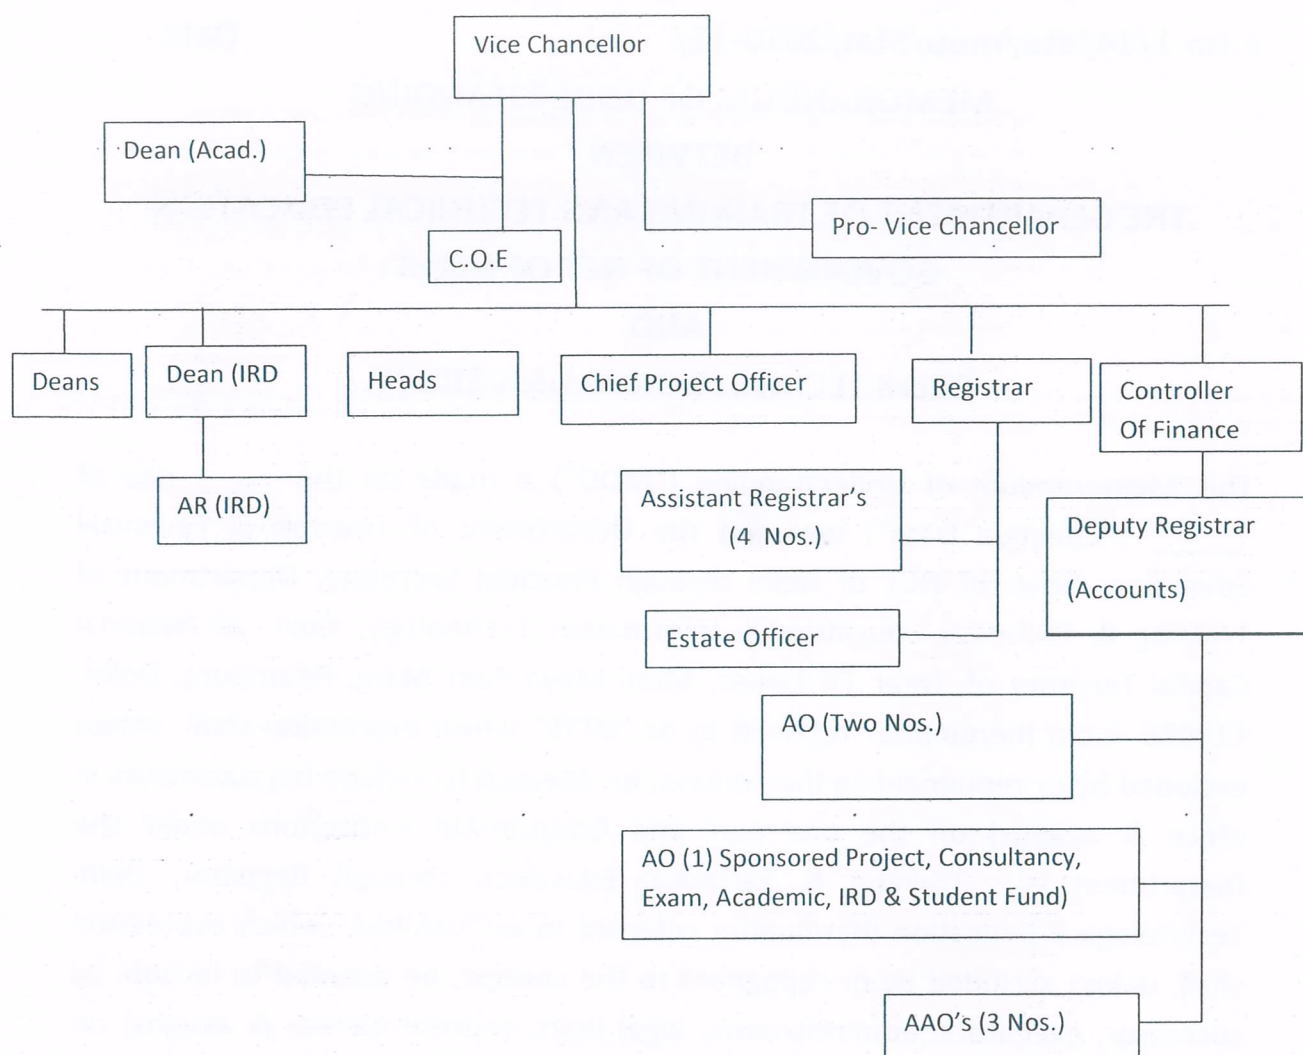 Vice Chancellor
Dean (Acad.)
Pro- Vice Chancellor
C.O.E
Deans
Dean (IRD
Heads
Chief Project Officer
Registrar
Controller
Of Finance
AR (IRD)
Assistant Registrar’s
(4 Nos.)
Deputy Registrar
(Accounts)
Estate Officer
AO (Two Nos.)
AO (1) Sponsored Project, Consultancy,
Exam, Academic, IRD & Student Fund)
AAO’s (3 Nos.)